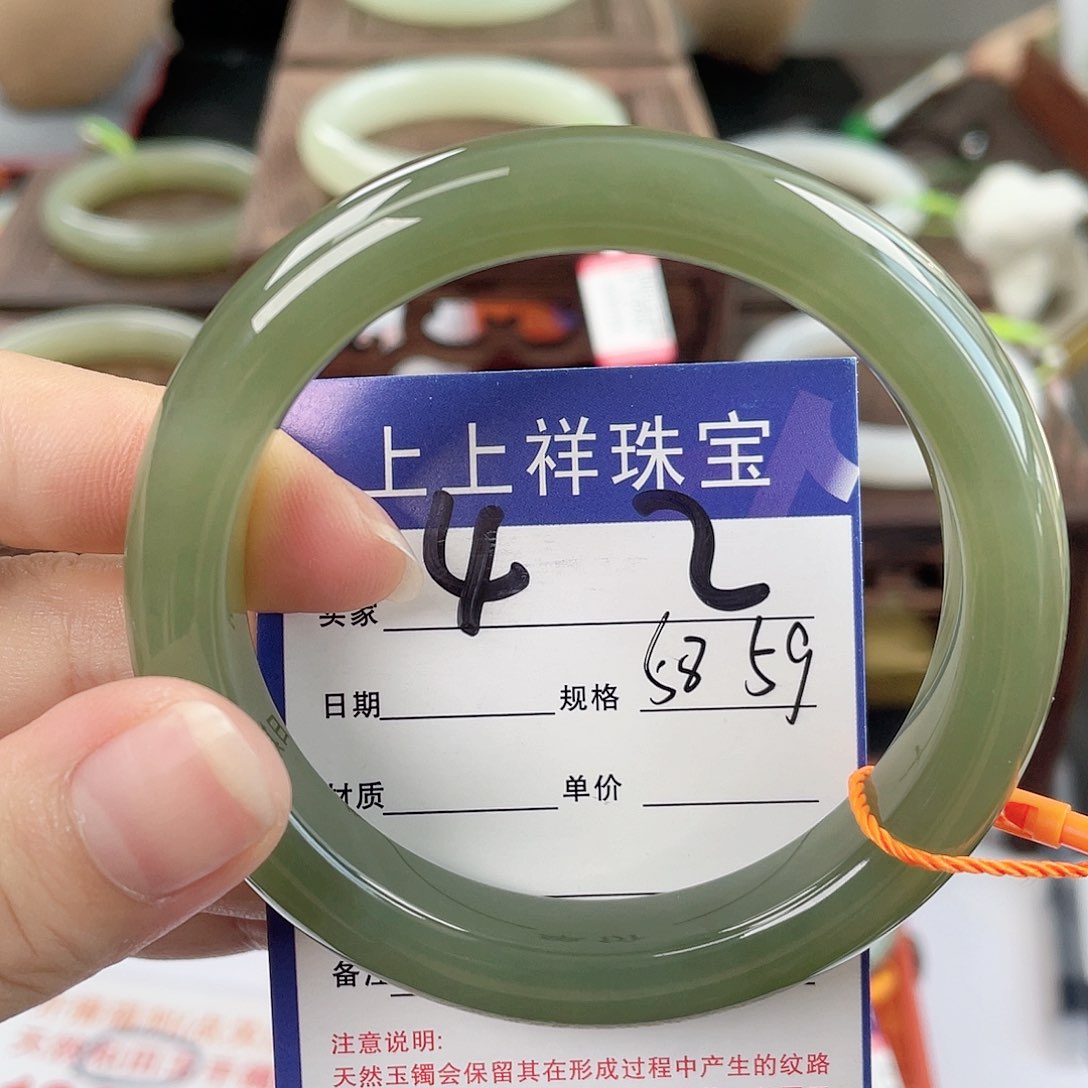 上上祥珠宝
4 2
卖家
58 59
日期 规格
材质 单价
备注
注意说明:
天然玉镯会保留其在形成过程中产生的纹路